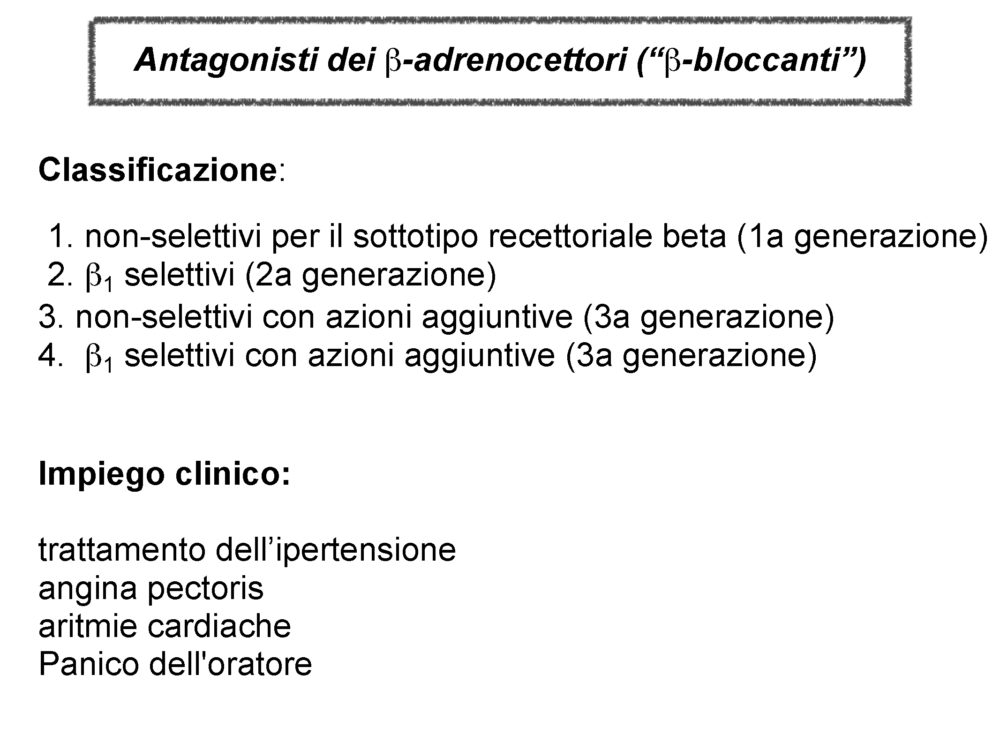 Antagonisti dei β-adrenocettori (“β-bloccanti”)
Classificazione:
1. non-selettivi per il sottotipo recettoriale beta (1a generazione)
2. β₁ selettivi (2a generazione)
3. non-selettivi con azioni aggiuntive (3a generazione)
4. β₁ selettivi con azioni aggiuntive (3a generazione)
Impiego clinico:
trattamento dell’ipertensione
angina pectoris
aritmie cardiache
Panico dell'oratore